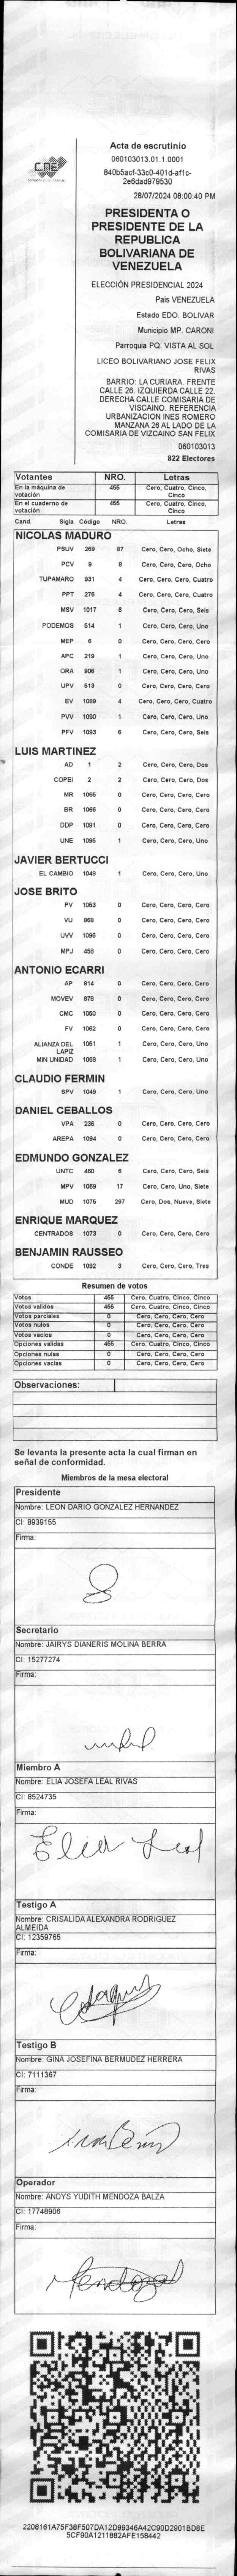 CNE
Acta de escrutinio
060103013.01.1.0001
840b5acf-33c0-401d-af1c-
2e6dad979530
28/07/2024 08:00:40 PM
PRESIDENTA O
PRESIDENTE DE LA
REPUBLICA
BOLIVARIANA DE
VENEZUELA
ELECCIÓN PRESIDENCIAL 2024
Pais VENEZUELA
Estado EDO. BOLIVAR
Municipio MP. CARONI
Parroquia PQ. VISTA AL SOL
LICEO BOLIVARIANO JOSE FELIX
RIVAS
BARRIO: LA CURIARA. FRENTE
CALLE 26. IZQUIERDA CALLE 22.
DERECHA CALLE COMISARIA DE
VISCAINO. REFERENCIA
URBANIZACION INES ROMERO
MANZANA 26 AL LADO DE LA
COMISARIA DE VIZCAINO SAN FELIX
060103013
822 Electores
Votantes NRO. Letras
En la máquina de votación 455 Cero, Cuatro, Cinco, Cinco
En el cuaderno de votación 455 Cero, Cuatro, Cinco, Cinco
Cand. Sigla Código NRO. Letras
NICOLAS MADURO
PSUV 269 87 Cero, Cero, Ocho, Siete
PCV 9 8 Cero, Cero, Cero, Ocho
TUPAMARO 931 4 Cero, Cero, Cero, Cuatro
PPT 276 4 Cero, Cero, Cero, Cuatro
MSV 1017 6 Cero, Cero, Cero, Seis
PODEMOS 514 1 Cero, Cero, Cero, Uno
MEP 6 0 Cero, Cero, Cero, Cero
APC 219 1 Cero, Cero, Cero, Uno
ORA 906 1 Cero, Cero, Cero, Uno
UPV 513 0 Cero, Cero, Cero, Cero
EV 1089 4 Cero, Cero, Cero, Cuatro
PVV 1090 1 Cero, Cero, Cero, Uno
PFV 1093 6 Cero, Cero, Cero, Seis
LUIS MARTINEZ
AD 1 2 Cero, Cero, Cero, Dos
COPEI 2 2 Cero, Cero, Cero, Dos
MR 1065 0 Cero, Cero, Cero, Cero
BR 1066 0 Cero, Cero, Cero, Cero
DDP 1091 0 Cero, Cero, Cero, Cero
UNE 1095 1 Cero, Cero, Cero, Uno
JAVIER BERTUCCI
EL CAMBIO 1048 1 Cero, Cero, Cero, Uno
JOSE BRITO
PV 1053 0 Cero, Cero, Cero, Cero
VU 868 0 Cero, Cero, Cero, Cero
UVV 1096 0 Cero, Cero, Cero, Cero
MPJ 458 0 Cero, Cero, Cero, Cero
ANTONIO ECARRI
AP 814 0 Cero, Cero, Cero, Cero
MOVEV 878 0 Cero, Cero, Cero, Cero
CMC 1050 0 Cero, Cero, Cero, Cero
FV 1062 0 Cero, Cero, Cero, Cero
ALIANZA DEL LAPIZ 1051 1 Cero, Cero, Cero, Uno
MIN UNIDAD 1068 1 Cero, Cero, Cero, Uno
CLAUDIO FERMIN
SPV 1049 1 Cero, Cero, Cero, Uno
DANIEL CEBALLOS
VPA 236 0 Cero, Cero, Cero, Cero
AREPA 1094 0 Cero, Cero, Cero, Cero
EDMUNDO GONZALEZ
UNTC 460 6 Cero, Cero, Cero, Seis
MPV 1069 17 Cero, Cero, Uno, Siete
MUD 1075 297 Cero, Dos, Nueve, Siete
ENRIQUE MARQUEZ
CENTRADOS 1073 0 Cero, Cero, Cero, Cero
BENJAMIN RAUSSEO
CONDE 1092 3 Cero, Cero, Cero, Tres
Resumen de votos
Votos 455 Cero, Cuatro, Cinco, Cinco
Votos validos 455 Cero, Cuatro, Cinco, Cinco
Votos parciales 0 Cero, Cero, Cero, Cero
Votos nulos 0 Cero, Cero, Cero, Cero
Votos vacios 0 Cero, Cero, Cero, Cero
Opciones validas 455 Cero, Cuatro, Cinco, Cinco
Opciones nulas 0 Cero, Cero, Cero, Cero
Opciones vacias 0 Cero, Cero, Cero, Cero
Observaciones:
Se levanta la presente acta la cual firman en
señal de conformidad.
Miembros de la mesa electoral
Presidente
Nombre: LEON DARIO GONZALEZ HERNANDEZ
CI: 8939155
Firma:
Secretario
Nombre: JAIRYS DIANERIS MOLINA BERRA
CI: 15277274
Firma:
Miembro A
Nombre: ELIA JOSEFA LEAL RIVAS
CI: 8524735
Firma:
Elia Leal
Testigo A
Nombre: CRISALIDA ALEXANDRA RODRIGUEZ
ALMEIDA
CI: 12359765
Firma:
Testigo B
Nombre: GINA JOSEFINA BERMUDEZ HERRERA
CI: 7111367
Firma:
Operador
Nombre: ANDYS YUDITH MENDOZA BALZA
CI: 17748906
Firma:
2208161A75F38F507DA12D99346A42C90D2901BD8E
5CF90A1211882AFE158442